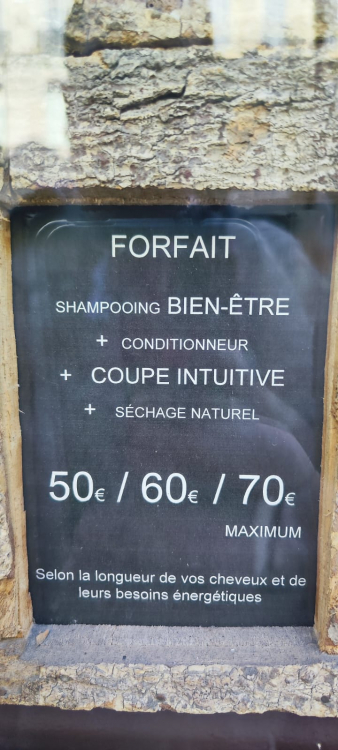 FORFAIT
SHAMPOOING BIEN-ÊTRE
+ CONDITIONNEUR
+ COUPE INTUITIVE
+ SÉCHAGE NATUREL
50€ / 60€ / 70€
MAXIMUM
Selon la longueur de vos cheveux et de
leurs besoins énergétiques